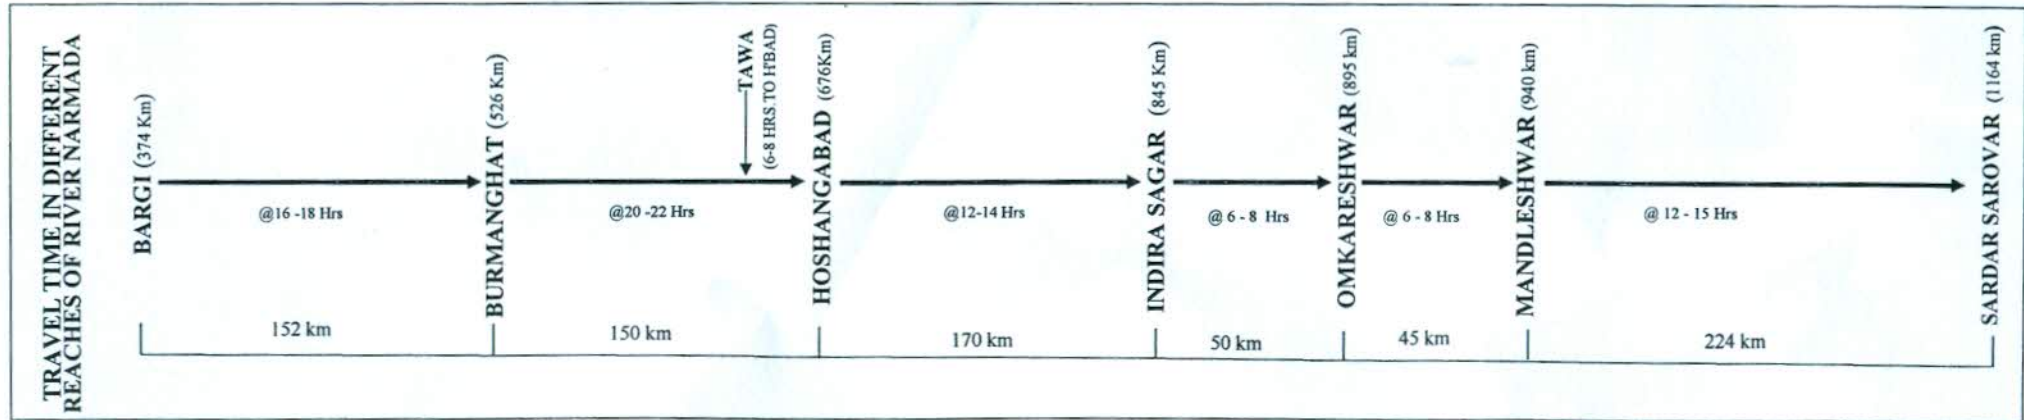 TRAVEL TIME IN DIFFERENT
REACHES OF RIVER NARMADA
BARGI (374 Km)
@16 -18 Hrs
152 km
BURMANGHAT (526 Km)
@20 -22 Hrs
150 km
TAWA
(6-8 HRS.TO H'BAD)
HOSHANGABAD (676Km)
@12-14 Hrs
170 km
INDIRA SAGAR (845 Km)
@ 6 - 8 Hrs
50 km
OMKARESHWAR (895 km)
@ 6 - 8 Hrs
45 km
MANDLESHWAR (940 km)
@ 12 - 15 Hrs
224 km
SARDAR SAROVAR (1164 km)